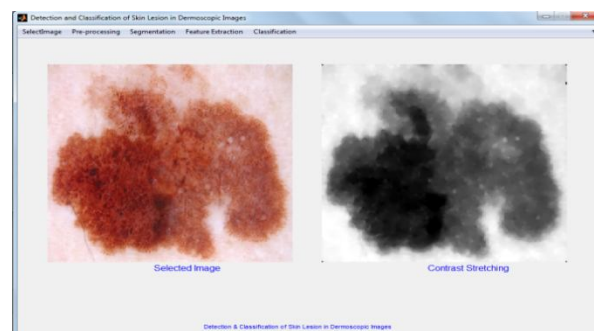 Detection and Classification of Skin Lesion in Dermoscopic Images
SelectImage Pre-processing Segmentation Feature Extraction Classification
Selected Image Contrast Stretching
Detection & Classification of Skin Lesion in Dermoscopic Images